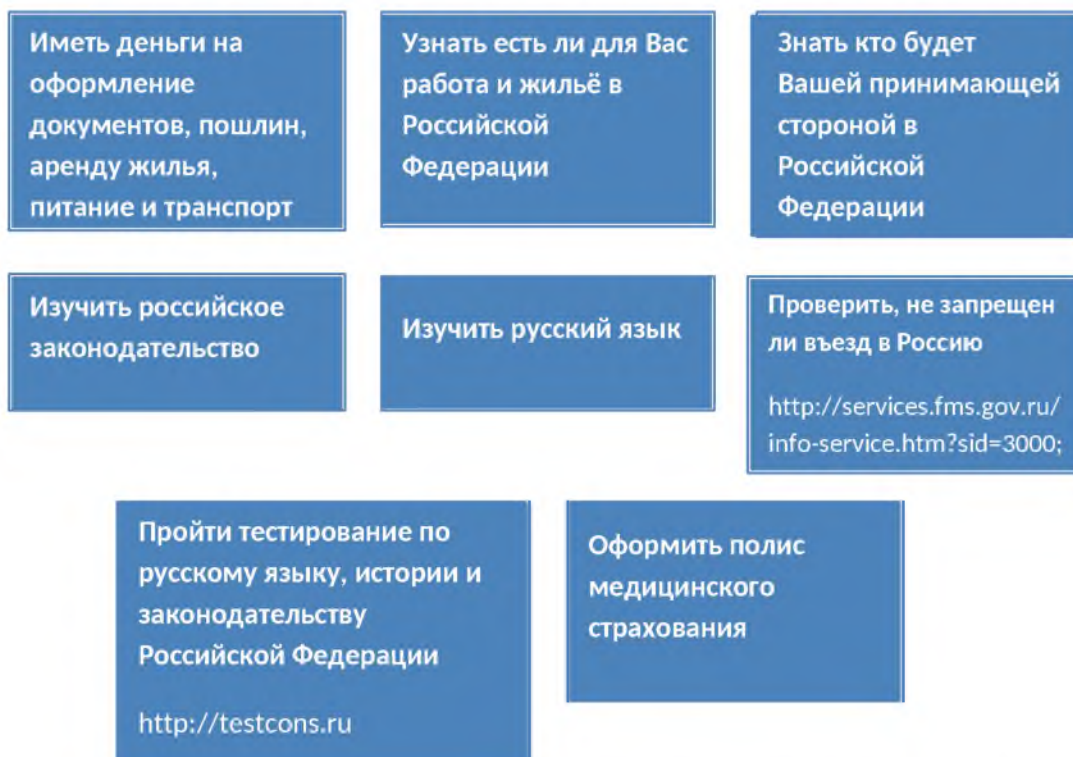 Иметь деньги на
оформление
документов, пошлин,
аренду жилья,
питание и транспорт
Узнать есть ли для Вас
работа и жильё в
Российской
Федерации
Знать кто будет
Вашей принимающей
стороной в
Российской
Федерации
Изучить российское
законодательство
Изучить русский язык
Проверить, не запрещен
ли въезд в Россию
http://services.fms.gov.ru/
info-service.htm?sid=3000;
Пройти тестирование по
русскому языку, истории и
законодательству
Российской Федерации
http://testcons.ru
Оформить полис
медицинского
страхования